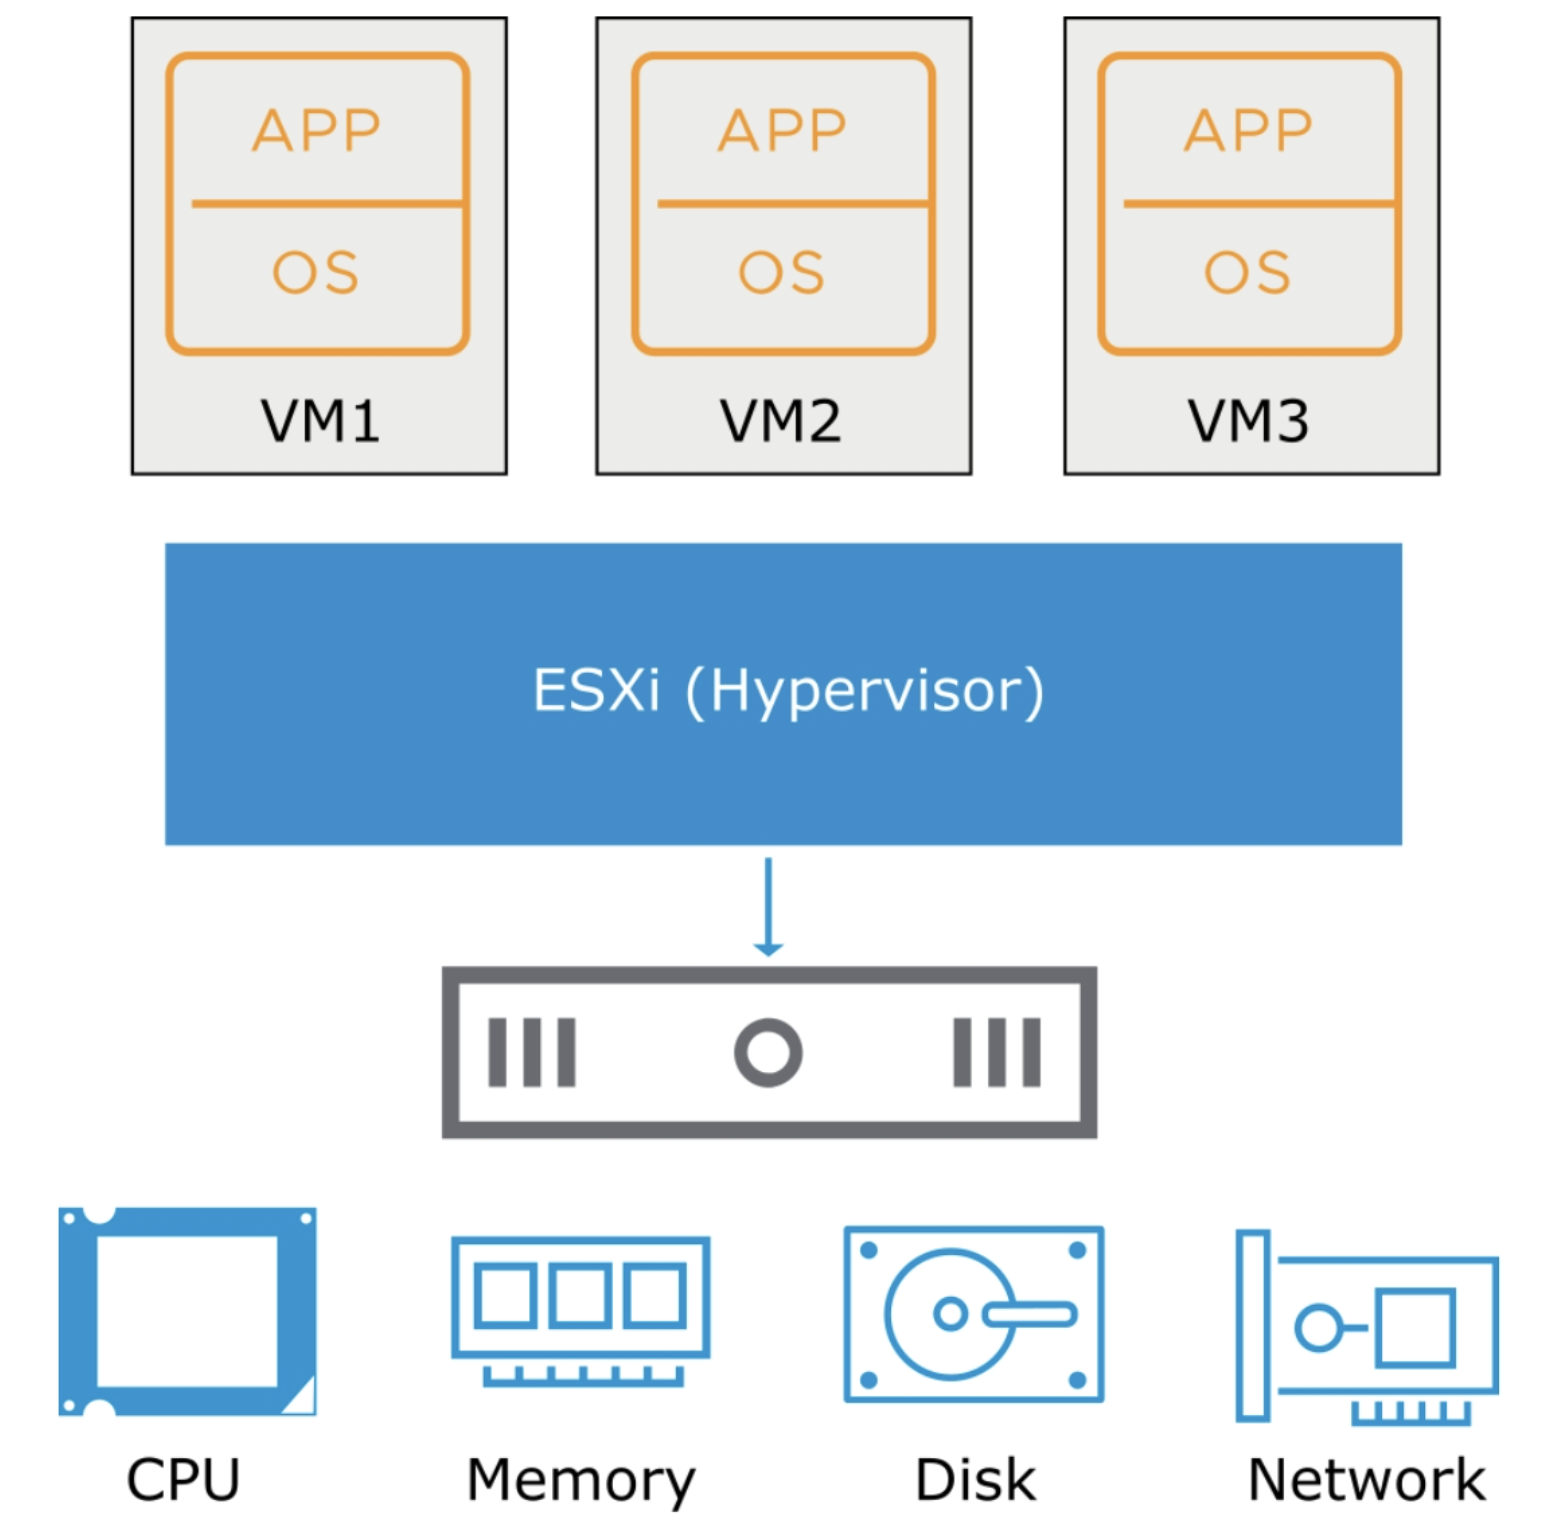 APP
OS
VM1
APP
OS
VM2
APP
OS
VM3
ESXi (Hypervisor)
CPU
Memory
Disk
Network